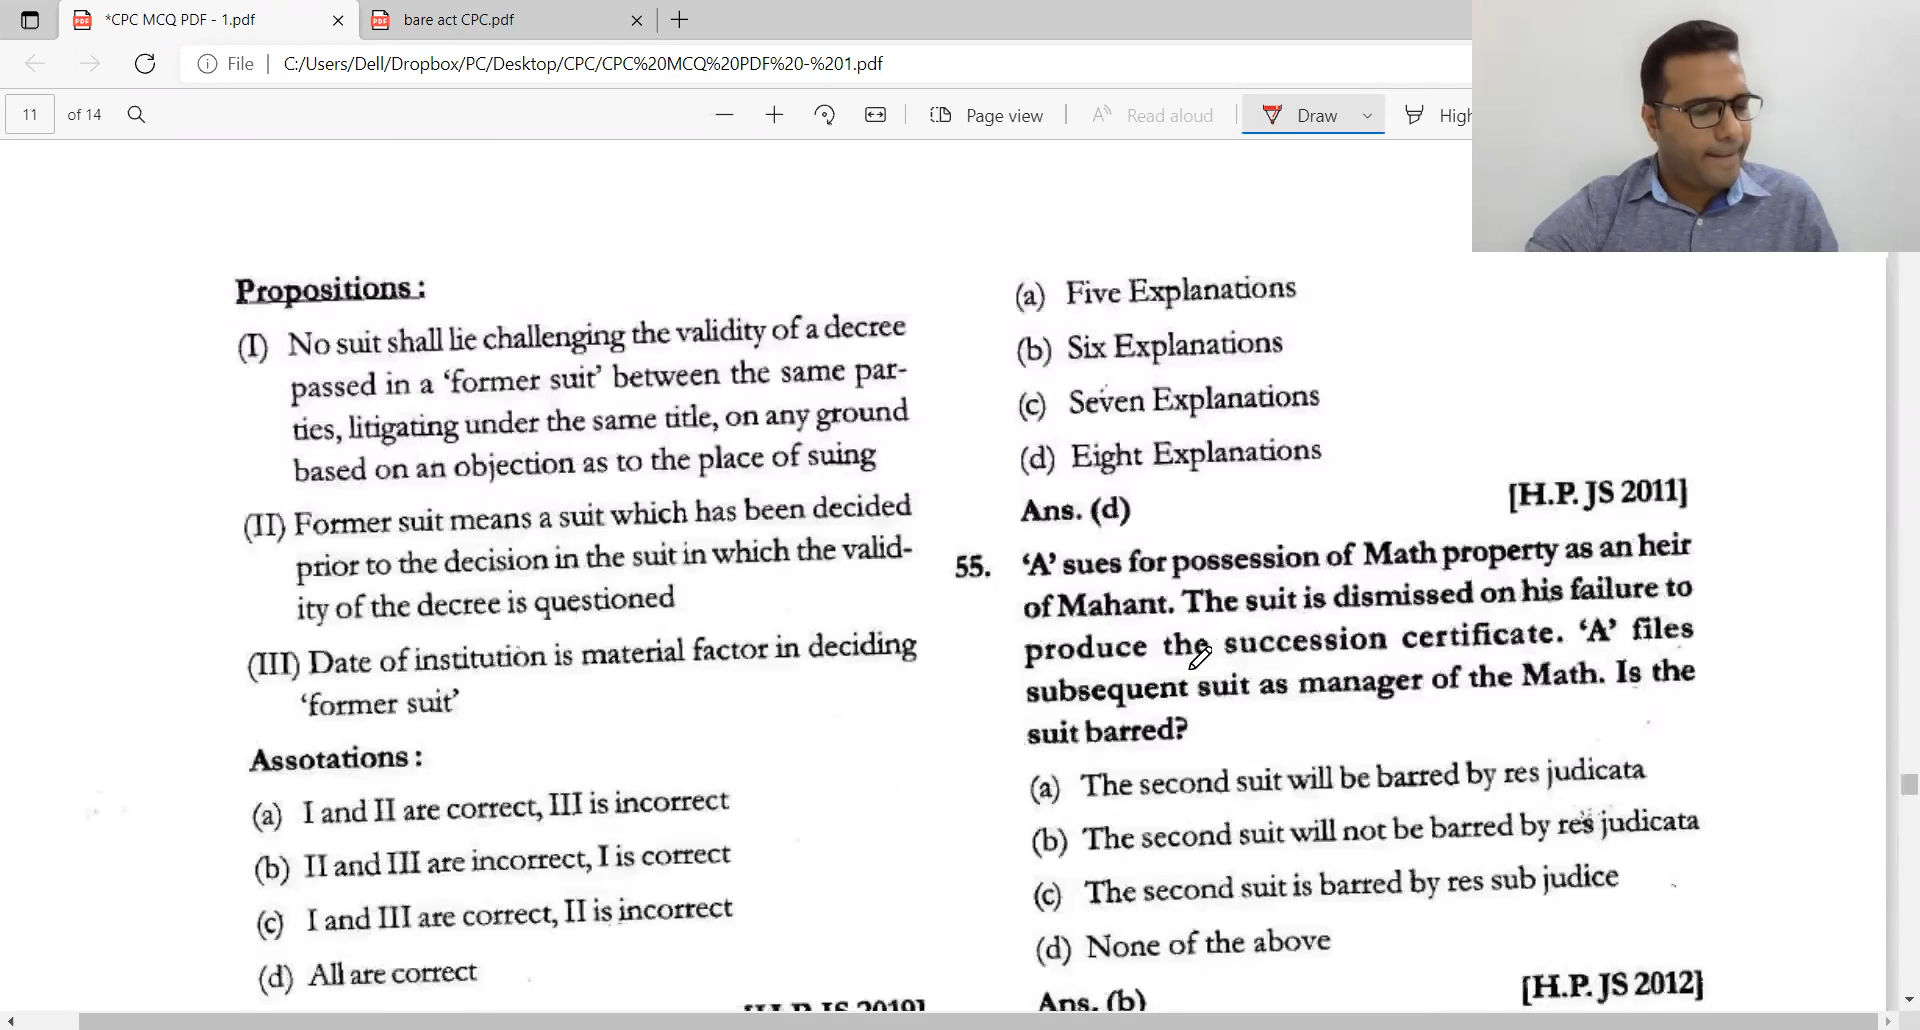 *CPC MCQ PDF - 1.pdf
bare act CPC.pdf
File
C:/Users/Dell/Dropbox/PC/Desktop/CPC/CPC%20MCQ%20PDF%20-%201.pdf
11 of 14
Page view
Read aloud
Draw
High
Propositions :
(I) No suit shall lie challenging the validity of a decree
passed in a ‘former suit’ between the same par-
ties, litigating under the same title, on any ground
based on an objection as to the place of suing
(II) Former suit means a suit which has been decided
prior to the decision in the suit in which the valid-
ity of the decree is questioned
(III) Date of institution is material factor in deciding
‘former suit’
Assotations :
(a) I and II are correct, III is incorrect
(b) II and III are incorrect, I is correct
(c) I and III are correct, II is incorrect
(d) All are correct
(a) Five Explanations
(b) Six Explanations
(c) Seven Explanations
(d) Eight Explanations
[H.P. JS 2011]
Ans. (d)
55. ‘A’ sues for possession of Math property as an heir
of Mahant. The suit is dismissed on his failure to
produce the succession certificate. ‘A’ files
subsequent suit as manager of the Math. Is the
suit barred?
(a) The second suit will be barred by res judicata
(b) The second suit will not be barred by res judicata
(c) The second suit is barred by res sub judice
(d) None of the above
[H.P. JS 2012]
Ans. (b)